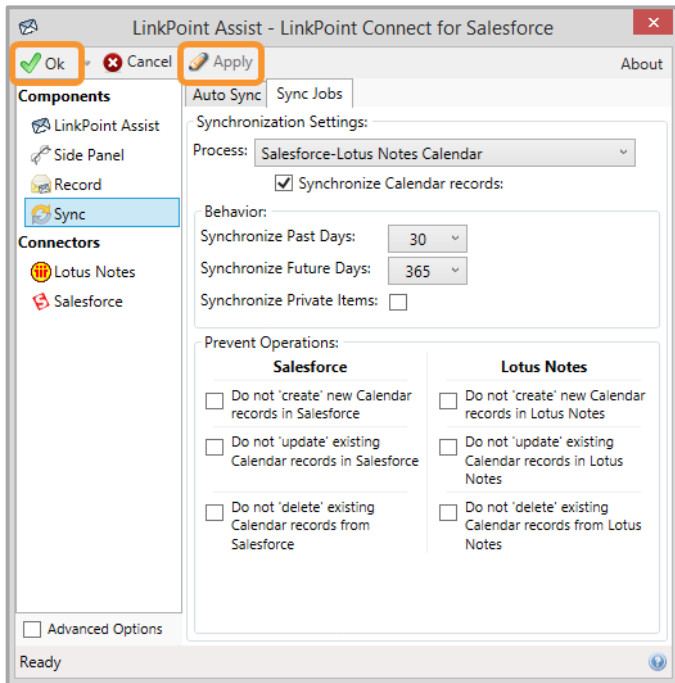 LinkPoint Assist - LinkPoint Connect for Salesforce
Ok
Cancel
Apply
About
Components
LinkPoint Assist
Side Panel
Record
Sync
Connectors
Lotus Notes
Salesforce
Advanced Options
Auto Sync
Sync Jobs
Synchronization Settings:
Process: Salesforce-Lotus Notes Calendar
Synchronize Calendar records:
Behavior:
Synchronize Past Days: 30
Synchronize Future Days: 365
Synchronize Private Items:
Prevent Operations:
Salesforce
Do not 'create' new Calendar
records in Salesforce
Do not 'update' existing
Calendar records in Salesforce
Do not 'delete' existing
Calendar records from
Salesforce
Lotus Notes
Do not 'create' new Calendar
records in Lotus Notes
Do not 'update' existing
Calendar records in Lotus
Notes
Do not 'delete' existing
Calendar records from Lotus
Notes
Ready